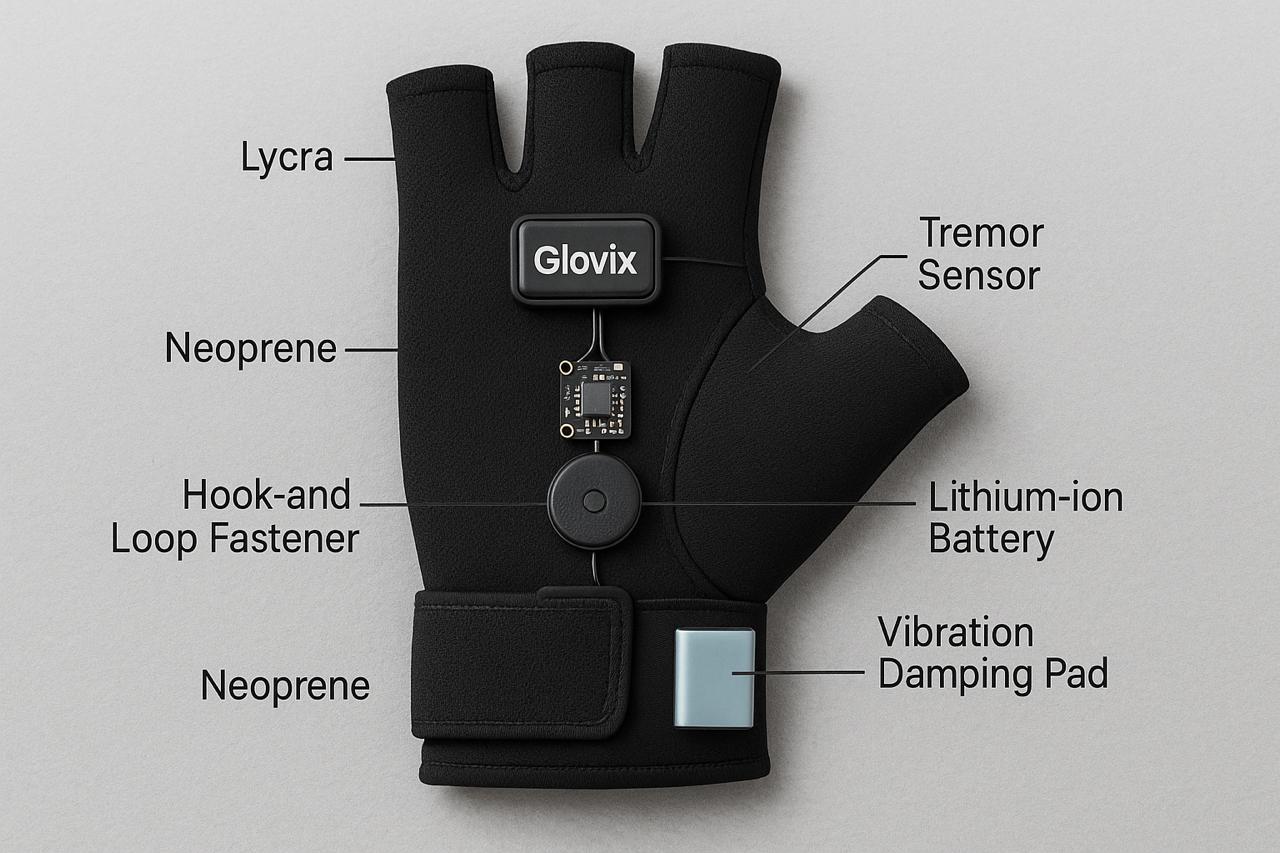 Lycra
Glovix
Tremor
Sensor
Neoprene
Hook-and
Loop Fastener
Lithium-ion
Battery
Vibration
Damping Pad
Neoprene